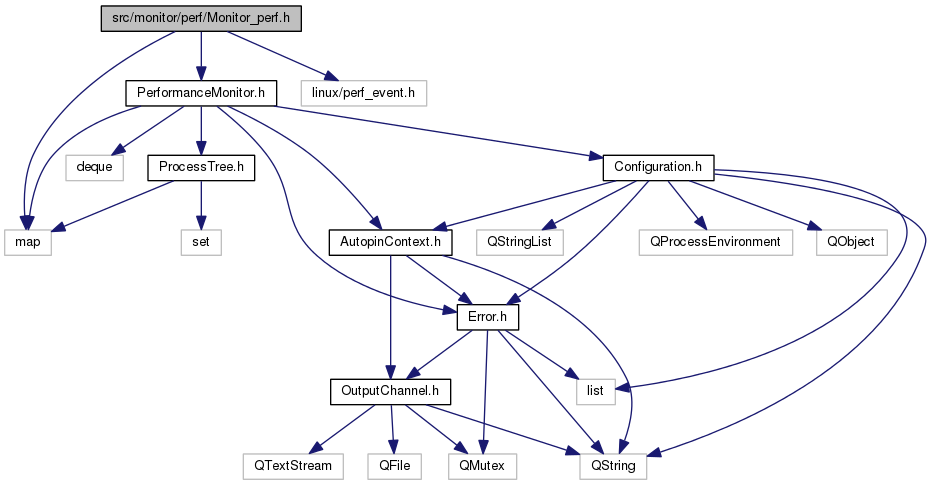 src/monitor/perf/Monitor_perf.h
PerformanceMonitor.h
linux/perf_event.h
deque
ProcessTree.h
Configuration.h
map
set
AutopinContext.h
QStringList
QProcessEnvironment
QObject
Error.h
OutputChannel.h
list
QTextStream
QFile
QMutex
QString